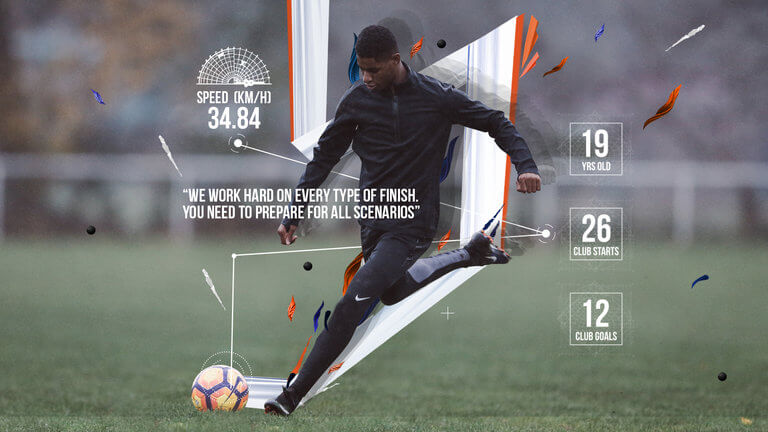 SPEED (KM/H)
34.84
“WE WORK HARD ON EVERY TYPE OF FINISH.
YOU NEED TO PREPARE FOR ALL SCENARIOS”
19
YRS OLD
26
CLUB STARTS
12
CLUB GOALS